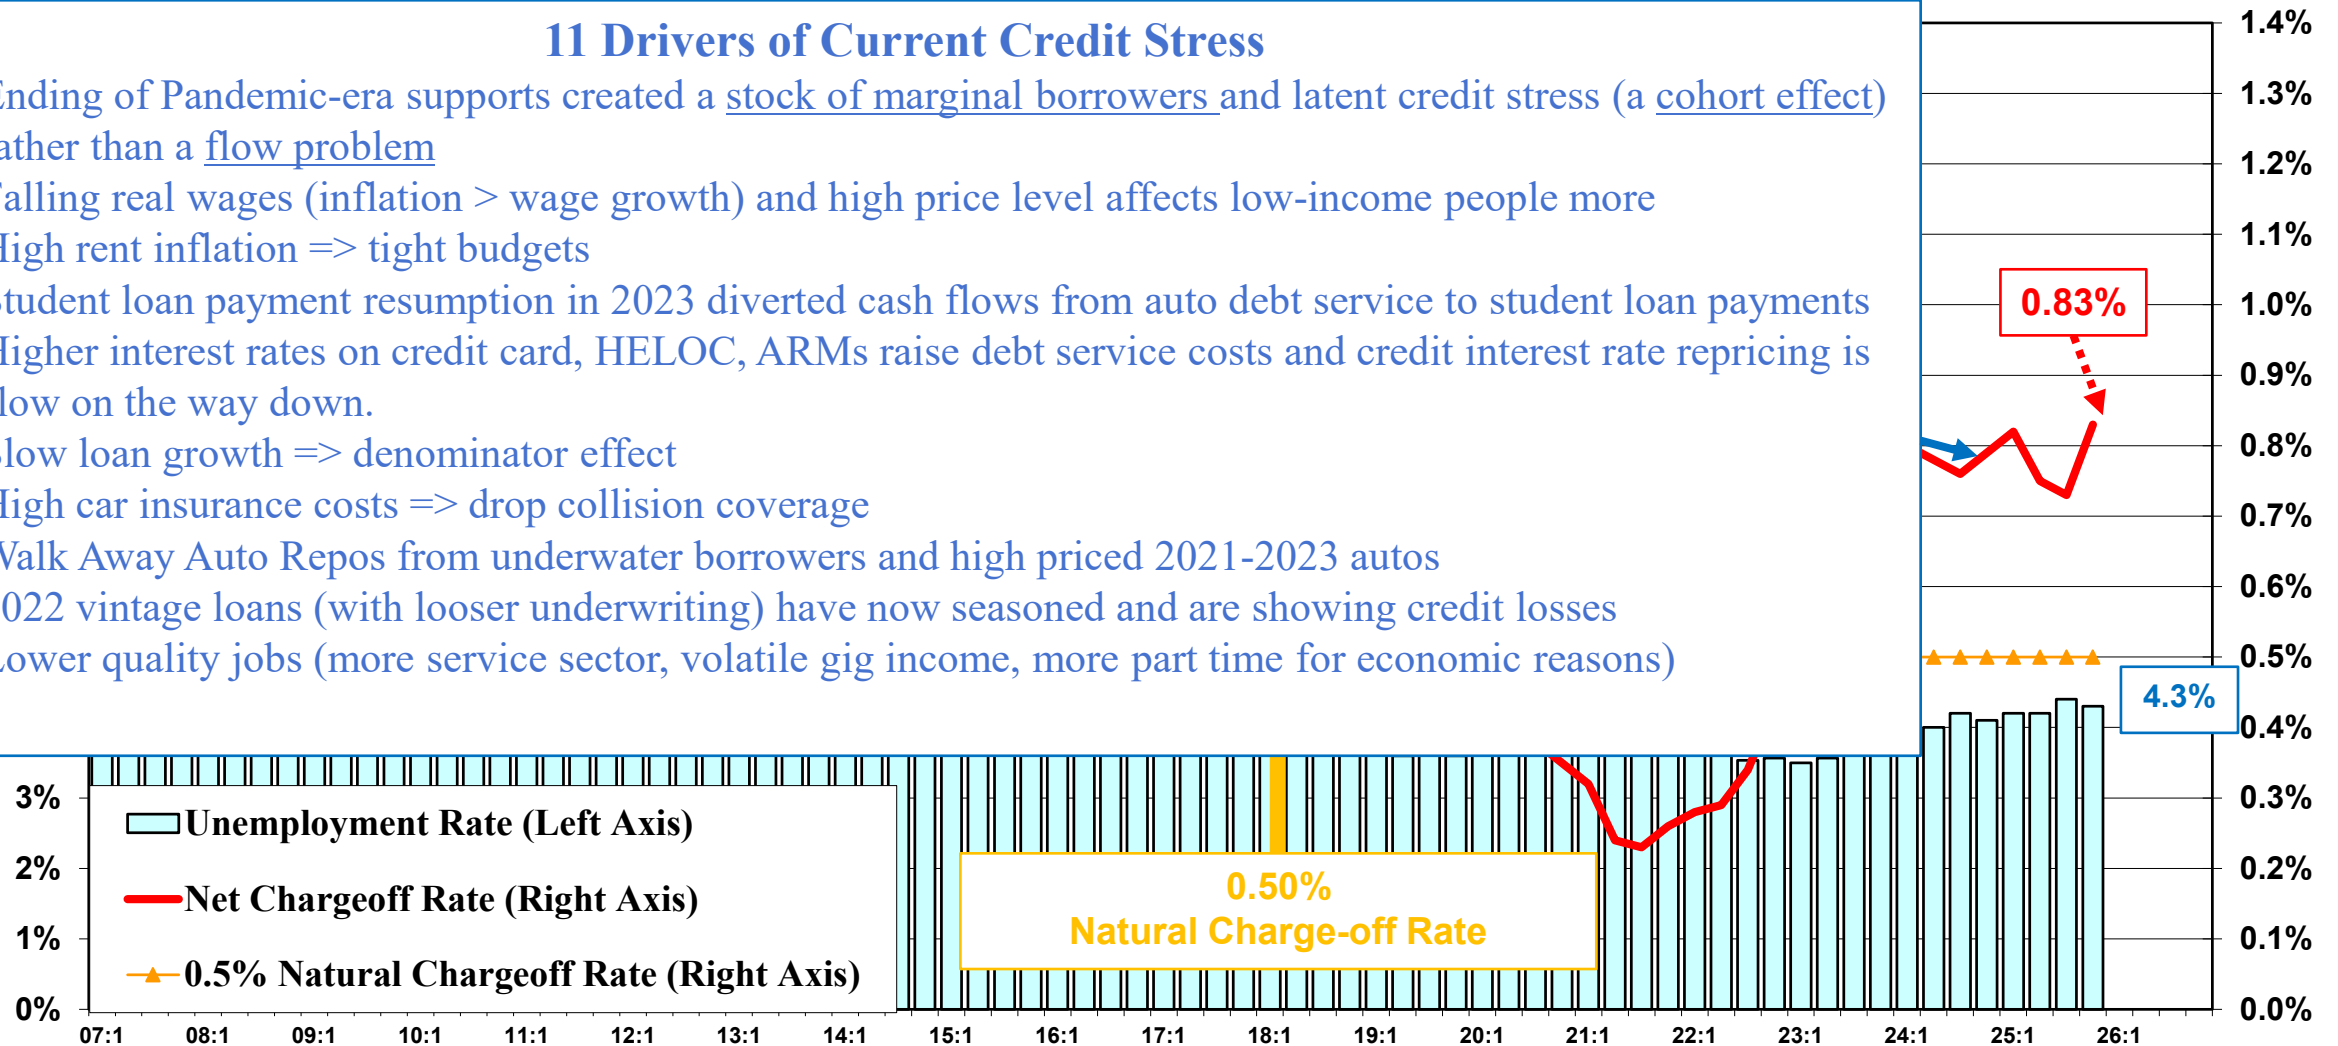 11 Drivers of Current Credit Stress
Ending of Pandemic-era supports created a stock of marginal borrowers and latent credit stress (a cohort effect)
ather than a flow problem
Falling real wages (inflation > wage growth) and high price level affects low-income people more
High rent inflation => tight budgets
Student loan payment resumption in 2023 diverted cash flows from auto debt service to student loan payments
Higher interest rates on credit card, HELOC, ARMs raise debt service costs and credit interest rate repricing is
low on the way down.
Slow loan growth => denominator effect
High car insurance costs => drop collision coverage
Walk Away Auto Repos from underwater borrowers and high priced 2021-2023 autos
022 vintage loans (with looser underwriting) have now seasoned and are showing credit losses
Lower quality jobs (more service sector, volatile gig income, more part time for economic reasons)
1.4%
1.3%
1.2%
1.1%
1.0%
0.9%
0.8%
0.7%
0.6%
0.5%
0.4%
0.3%
0.2%
0.1%
0.0%
0.83%
4.3%
3%
2%
1%
0%
Unemployment Rate (Left Axis)
Net Chargeoff Rate (Right Axis)
0.5% Natural Chargeoff Rate (Right Axis)
0.50%
Natural Charge-off Rate
07:1 08:1 09:1 10:1 11:1 12:1 13:1 14:1 15:1 16:1 17:1 18:1 19:1 20:1 21:1 22:1 23:1 24:1 25:1 26:1